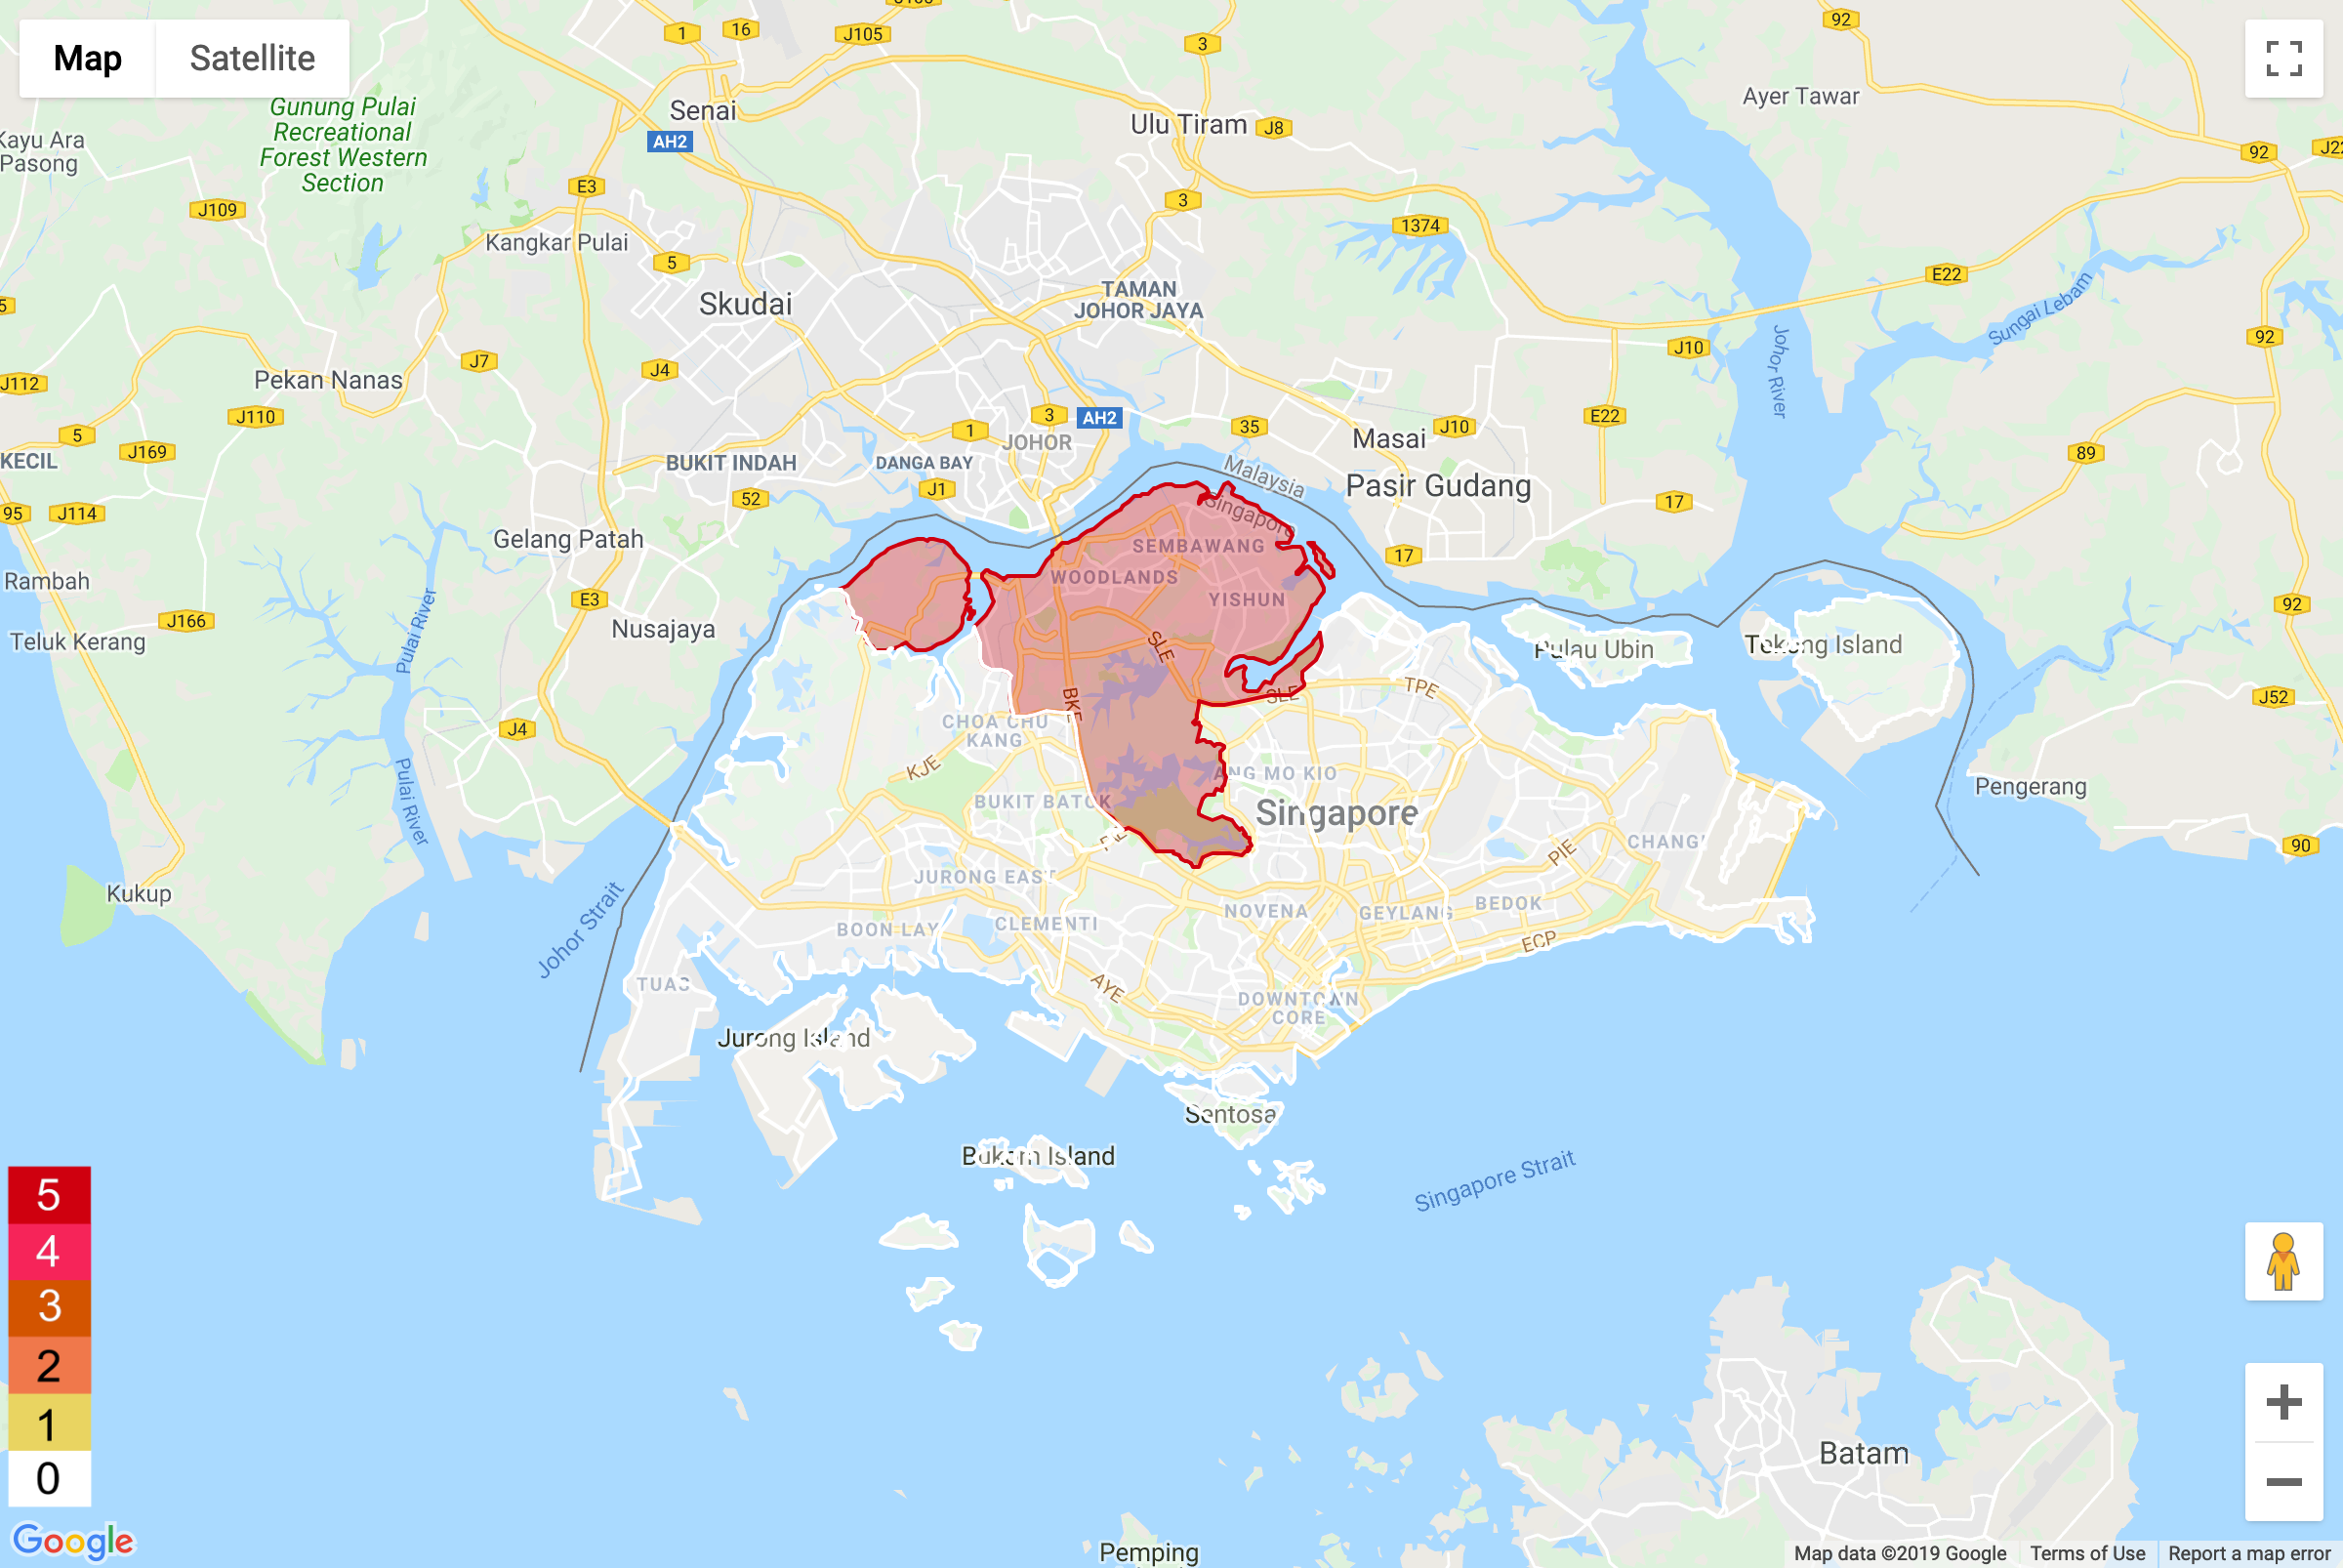 Map
Satellite
1
16
J105
3
92
Senai
AH2
Ulu Tiram
J8
Ayer Tawar
Gunung Pulai
Recreational
Forest Western
Section
Kayu Ara
Pasong
92
J22
E3
J109
3
1374
Kangkar Pulai
5
E22
Sungai Lebam
Skudai
TAMAN
JOHOR JAYA
5
J10
Johor River
92
J7
J4
Pekan Nanas
J112
J110
3
AH2
E22
5
1
JOHOR
35
Masai
J10
J169
89
KECIL
BUKIT INDAH
DANGA BAY
Malaysia
J1
Pasir Gudang
52
17
95
J114
Singapore
Gelang Patah
SEMBAWANG
17
Rambah
WOODLANDS
E3
YISHUN
92
J166
Pulai River
Teluk Kerang
Nusajaya
SLE
Pulau Ubin
Tekong Island
BKE
SLE
TPE
J52
J4
CHOA CHU
KANG
KJE
ANG MO KIO
Pulai River
Pengerang
BUKIT BATOK
Singapore
PIE
CHANGI
PIE
90
JURONG EAST
Kukup
NOVENA
GEYLANG
BEDOK
BOON LAY
CLEMENTI
ECP
Johor Strait
TUAS
AYE
DOWNTOWN
CORE
Jurong Island
Sentosa
Bukom Island
Singapore Strait
5
4
3
2
1
0
Batam
Google
Pemping
Map data ©2019 Google
Terms of Use
Report a map error